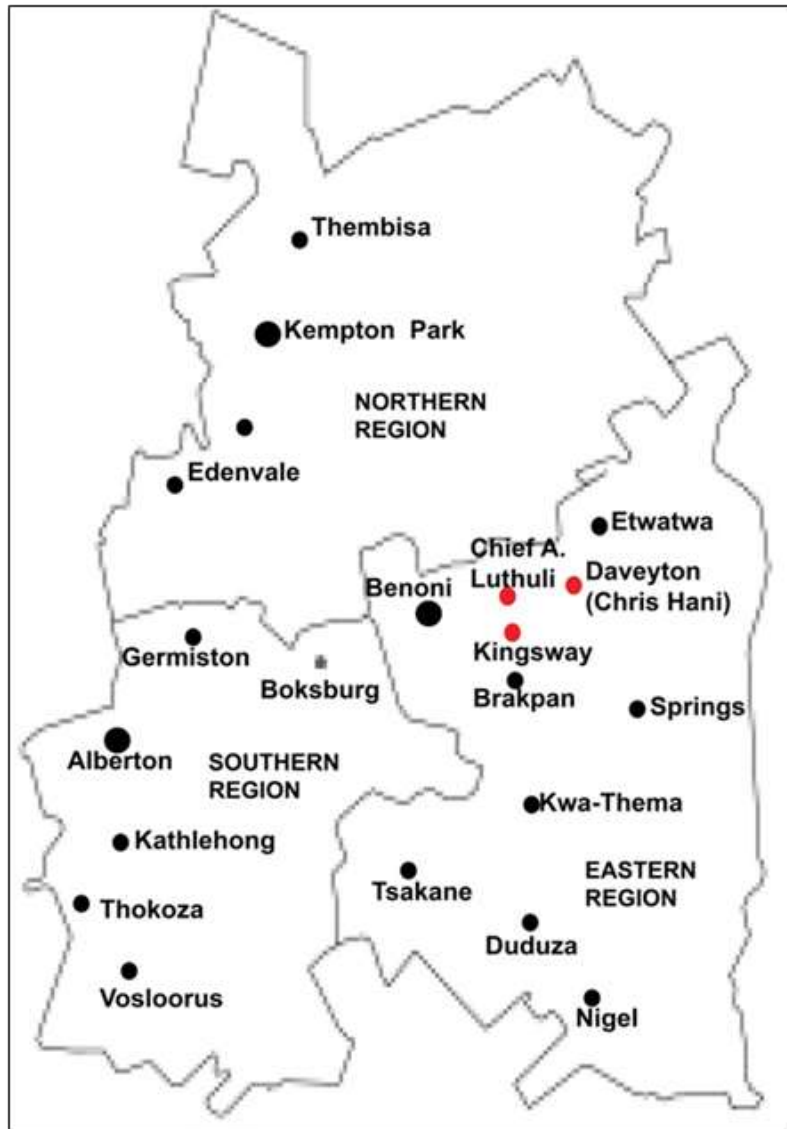 Thembisa
Kempton Park
NORTHERN
REGION
Edenvale
Etwatwa
Chief A.
Luthuli
Daveyton
(Chris Hani)
Benoni
Germiston
Kingsway
Boksburg
Brakpan
Springs
Alberton
SOUTHERN
REGION
Kwa-Thema
Kathlehong
EASTERN
REGION
Tsakane
Thokoza
Duduza
Vosloorus
Nigel